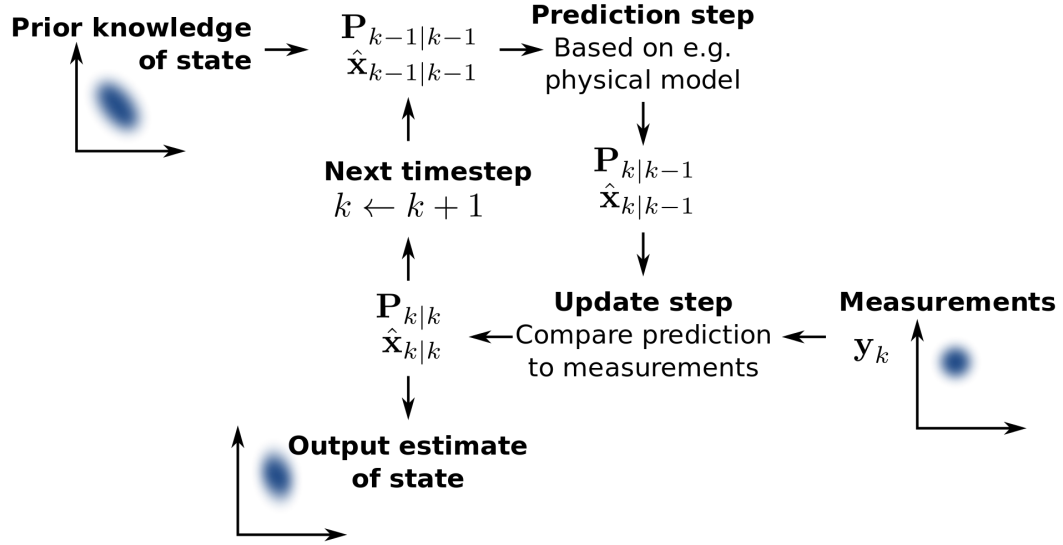 Prior knowledge
of state
P_{k−1|k−1}
x̂_{k−1|k−1}
Prediction step
Based on e.g.
physical model
P_{k|k−1}
x̂_{k|k−1}
Next timestep
k ← k + 1
P_{k|k}
x̂_{k|k}
Update step
Compare prediction
to measurements
Measurements
y_k
Output estimate
of state